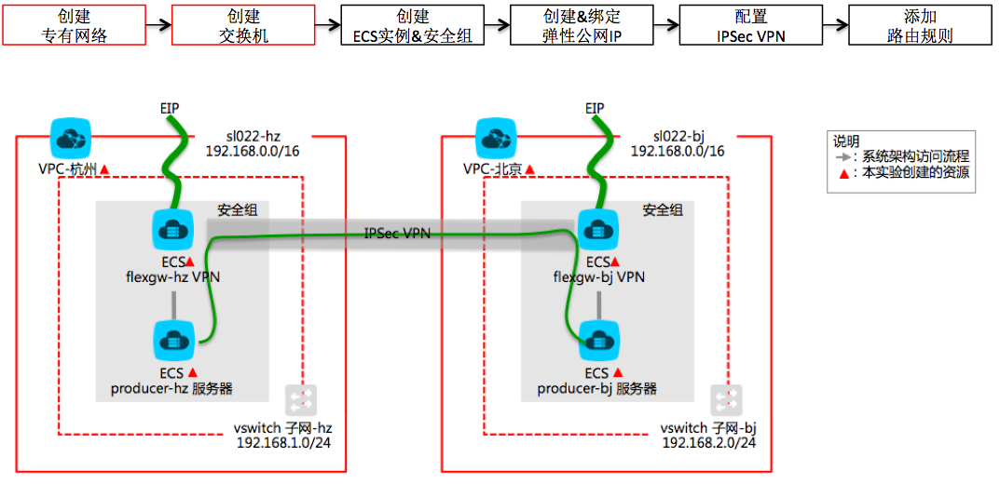 创建
专有网络
创建
交换机
创建
ECS实例&安全组
创建&绑定
弹性公网IP
配置
IPSec VPN
添加
路由规则
EIP
sl022-hz
192.168.0.0/16
VPC-杭州
安全组
ECS
flexgw-hz VPN
ECS
producer-hz 服务器
vswitch 子网-hz
192.168.1.0/24
IPSec VPN
EIP
sl022-bj
192.168.0.0/16
VPC-北京
安全组
ECS
flexgw-bj VPN
ECS
producer-bj 服务器
vswitch 子网-bj
192.168.2.0/24
说明
：系统架构访问流程
：本实验创建的资源